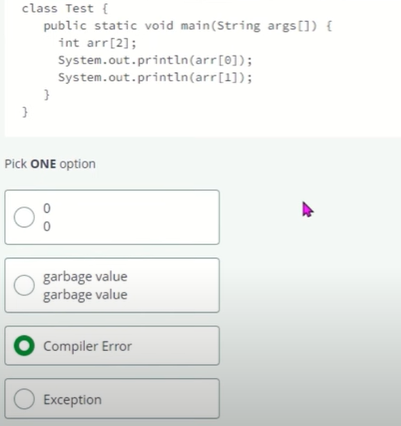 class Test {
public static void main(String args[]) {
int arr[2];
System.out.println(arr[0]);
System.out.println(arr[1]);
}
}
Pick ONE option
0
0
garbage value
garbage value
Compiler Error
Exception